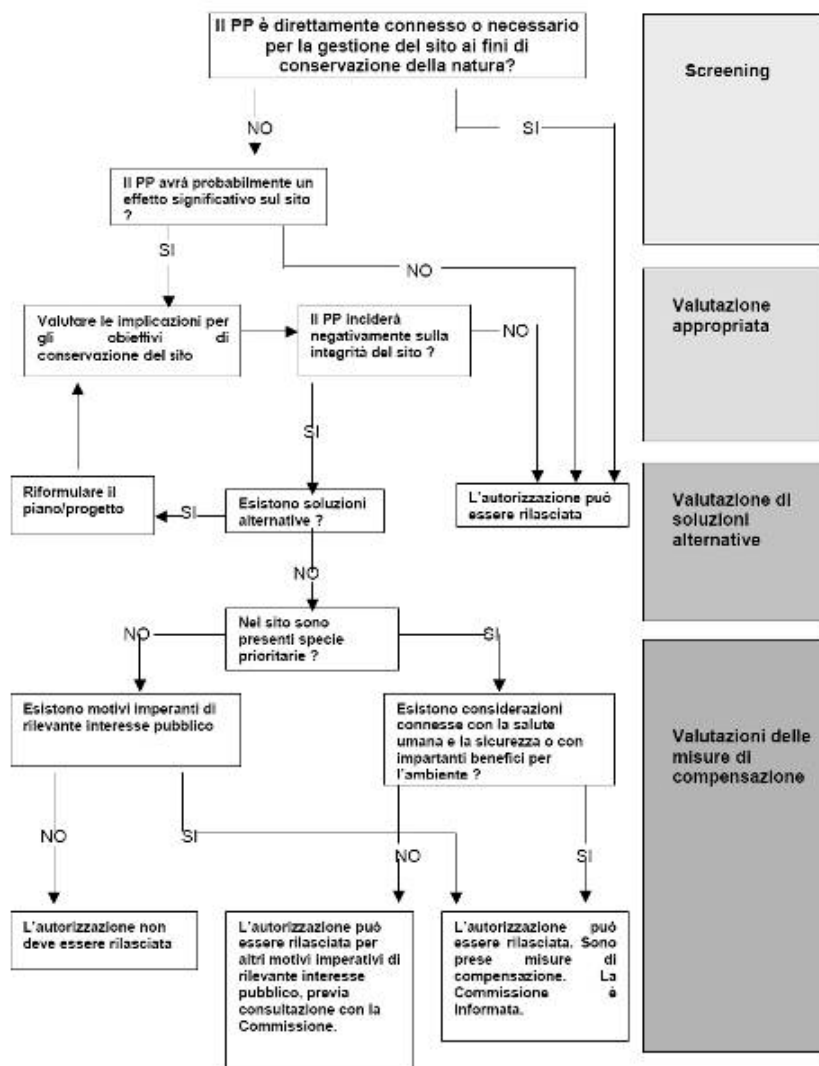 Il PP è direttamente connesso o necessario
per la gestione del sito ai fini di
conservazione della natura?
Screening
NO
SI
Il PP avrà probabilmente un
effetto significativo sul sito
?
SI
NO
Valutazione
appropriata
Valutare le implicazioni per
gli obiettivi di
conservazione del sito
Il PP inciderà
negativamente sulla
integrità del sito ?
NO
SI
Riformulare il
piano/progetto
SI
Esistono soluzioni
alternative ?
L'autorizzazione può
essere rilasciata
Valutazione di
soluzioni
alternative
NO
Nel sito sono
presenti specie
prioritarie ?
NO
SI
Esistono motivi imperanti di
rilevante interesse pubblico
Esistono considerazioni
connesse con la salute
umana e la sicurezza o con
impartanti benefici per
l'ambiente ?
Valutazioni delle
misure di
compensazione
NO
SI
NO
SI
L'autorizzazione non
deve essere rilasciata
L'autorizzazione può
essere rilasciata per
altri motivi imperativi di
rilevante interesse
pubblico, previa
consultazione con la
Commissione.
L'autorizzazione può
essere rilasciata. Sono
prese misure di
compensazione. La
Commissione è
informata.